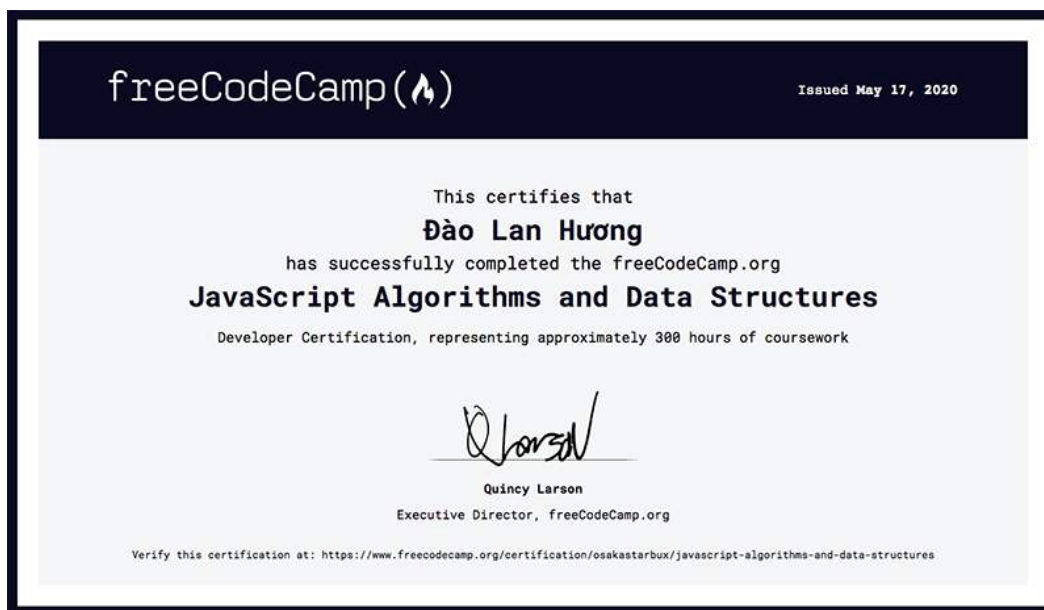 freeCodeCamp()
Issued May 17, 2020
This certifies that
Đào Lan Hương
has successfully completed the freeCodeCamp.org
JavaScript Algorithms and Data Structures
Developer Certification, representing approximately 300 hours of coursework
Q Larson
Quincy Larson
Executive Director, freeCodeCamp.org
Verify this certification at: https://www.freecodecamp.org/certification/osakastarbux/javascript-algorithms-and-data-structures